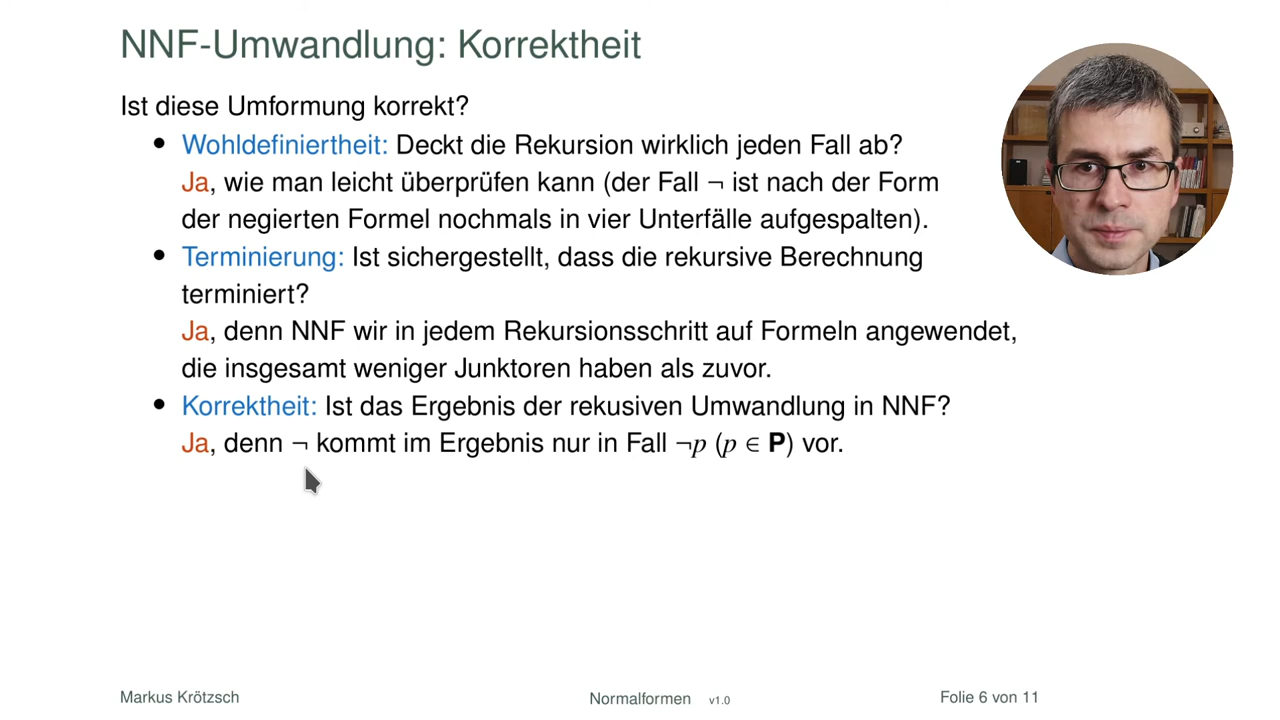 NNF-Umwandlung: Korrektheit
Ist diese Umformung korrekt?
• Wohldefiniertheit: Deckt die Rekursion wirklich jeden Fall ab?
Ja, wie man leicht überprüfen kann (der Fall ¬ ist nach der Form
der negierten Formel nochmals in vier Unterfälle aufgespalten).
• Terminierung: Ist sichergestellt, dass die rekursive Berechnung
terminiert?
Ja, denn NNF wir in jedem Rekursionsschritt auf Formeln angewendet,
die insgesamt weniger Junktoren haben als zuvor.
• Korrektheit: Ist das Ergebnis der rekusiven Umwandlung in NNF?
Ja, denn ¬ kommt im Ergebnis nur in Fall ¬p (p ∈ P) vor.
Markus Krötzsch Normalformen v1.0 Folie 6 von 11